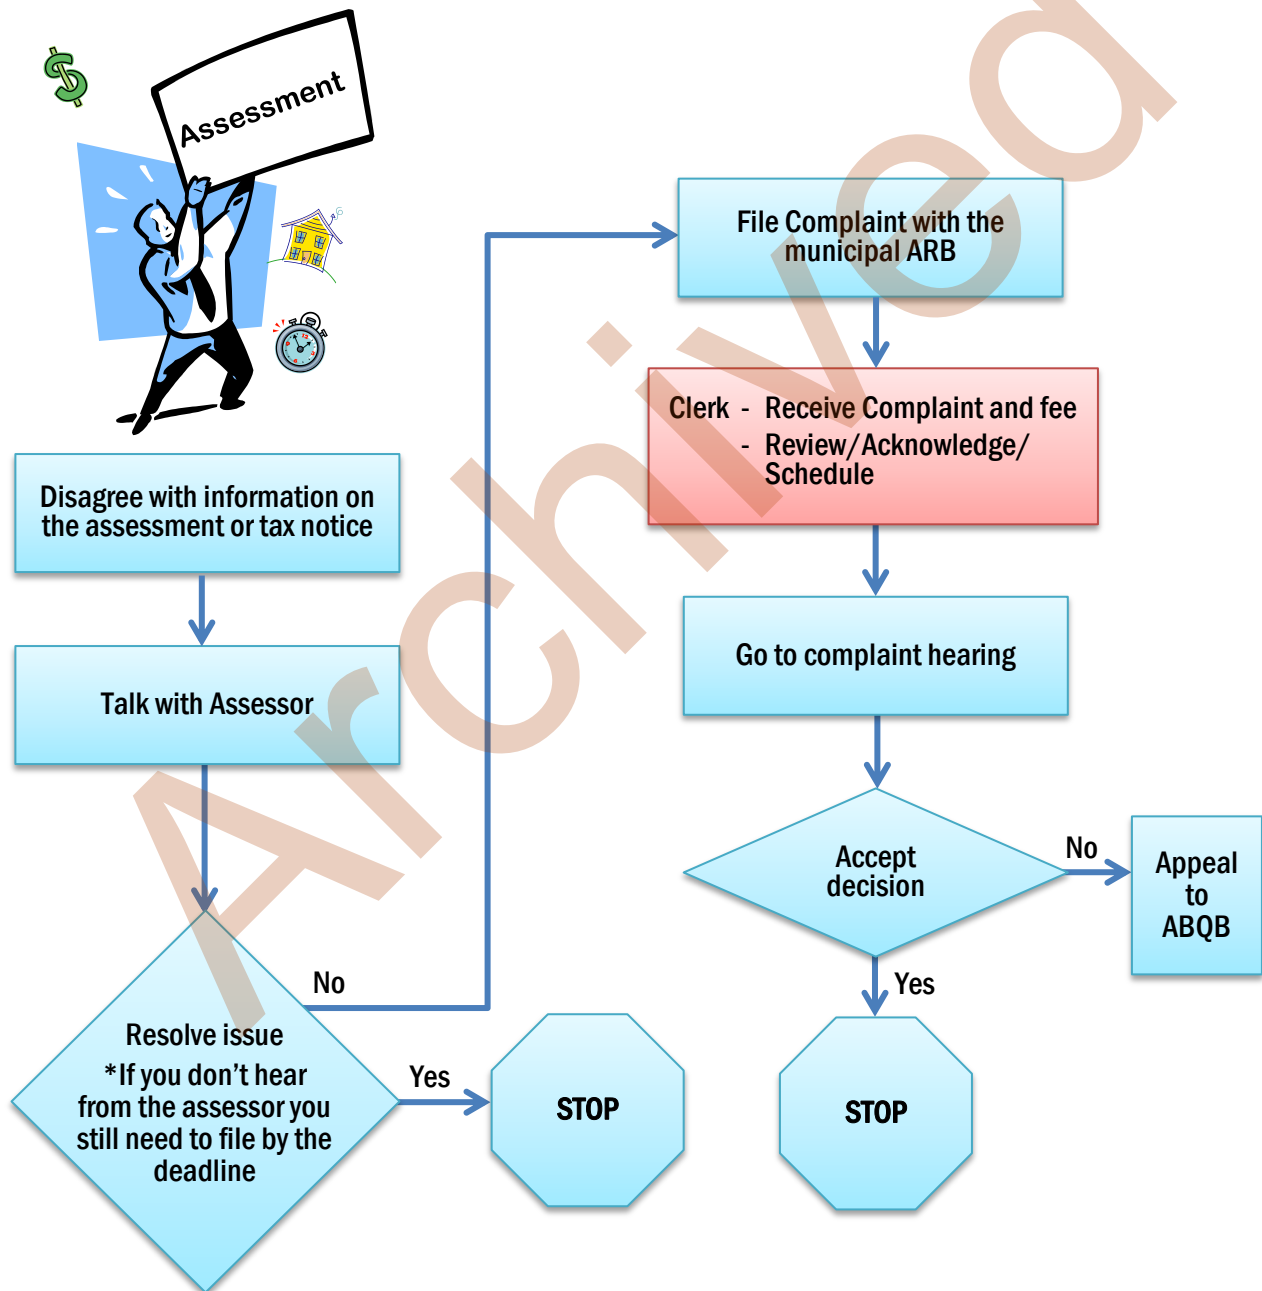 Assessment
Disagree with information on
the assessment or tax notice
Talk with Assessor
Resolve issue
*If you don't hear
from the assessor you
still need to file by the
deadline
No
Yes
STOP
File Complaint with the
municipal ARB
Clerk - Receive Complaint and fee
- Review/Acknowledge/
Schedule
Go to complaint hearing
Accept
decision
No
Appeal
to
ABQB
Yes
STOP
Archived